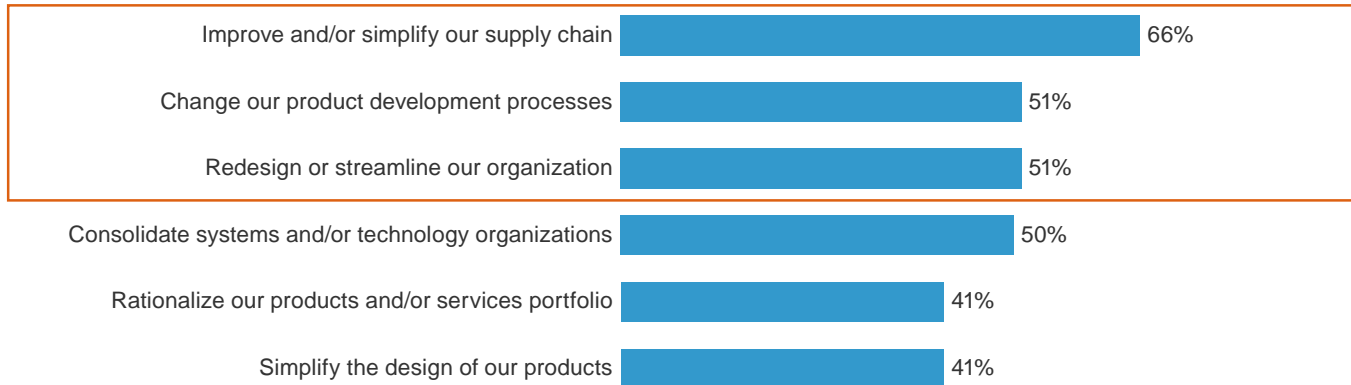 Improve and/or simplify our supply chain 66%
Change our product development processes 51%
Redesign or streamline our organization 51%
Consolidate systems and/or technology organizations 50%
Rationalize our products and/or services portfolio 41%
Simplify the design of our products 41%